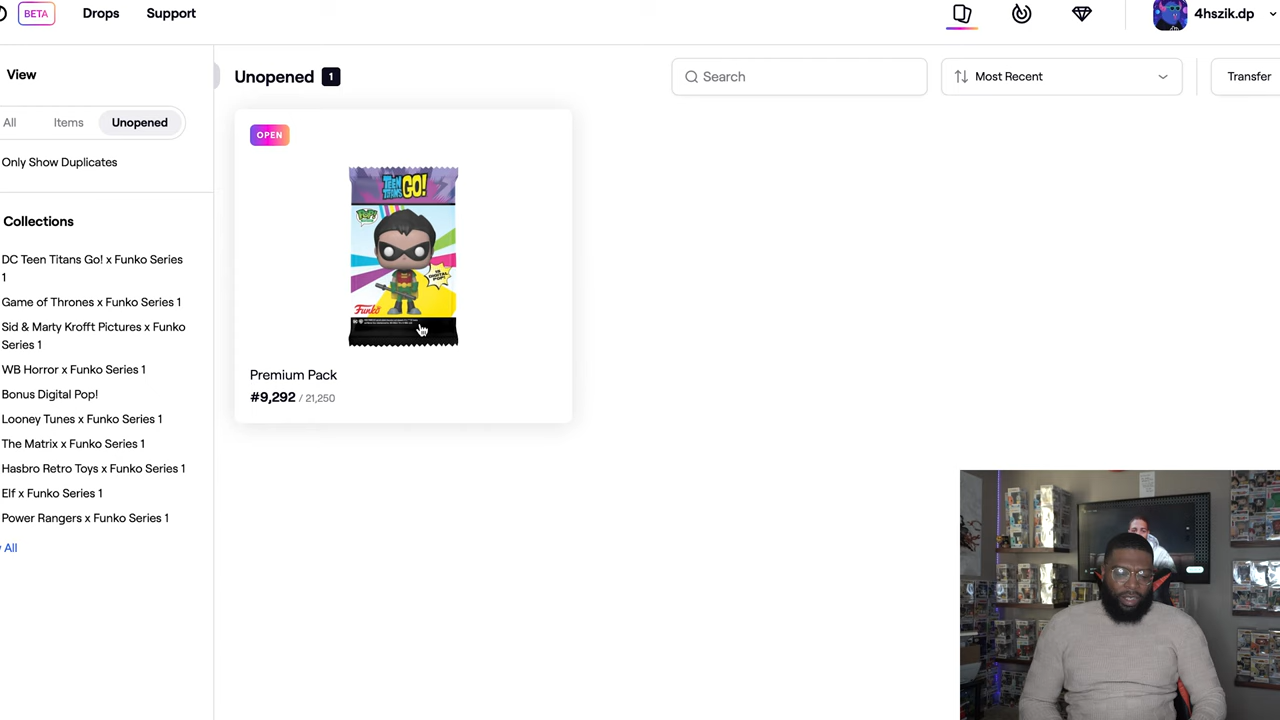 BETA
Drops
Support
4hszik.dp
View
All
Items
Unopened
Only Show Duplicates
Collections
DC Teen Titans Go! x Funko Series
1
Game of Thrones x Funko Series 1
Sid & Marty Krofft Pictures x Funko
Series 1
WB Horror x Funko Series 1
Bonus Digital Pop!
Looney Tunes x Funko Series 1
The Matrix x Funko Series 1
Hasbro Retro Toys x Funko Series 1
Elf x Funko Series 1
Power Rangers x Funko Series 1
All
Unopened 1
Search
Most Recent
Transfer
OPEN
TEEN
TITANS GO!
POP!
DIGITAL
POP!
Funko
Premium Pack
#9,292 / 21,250